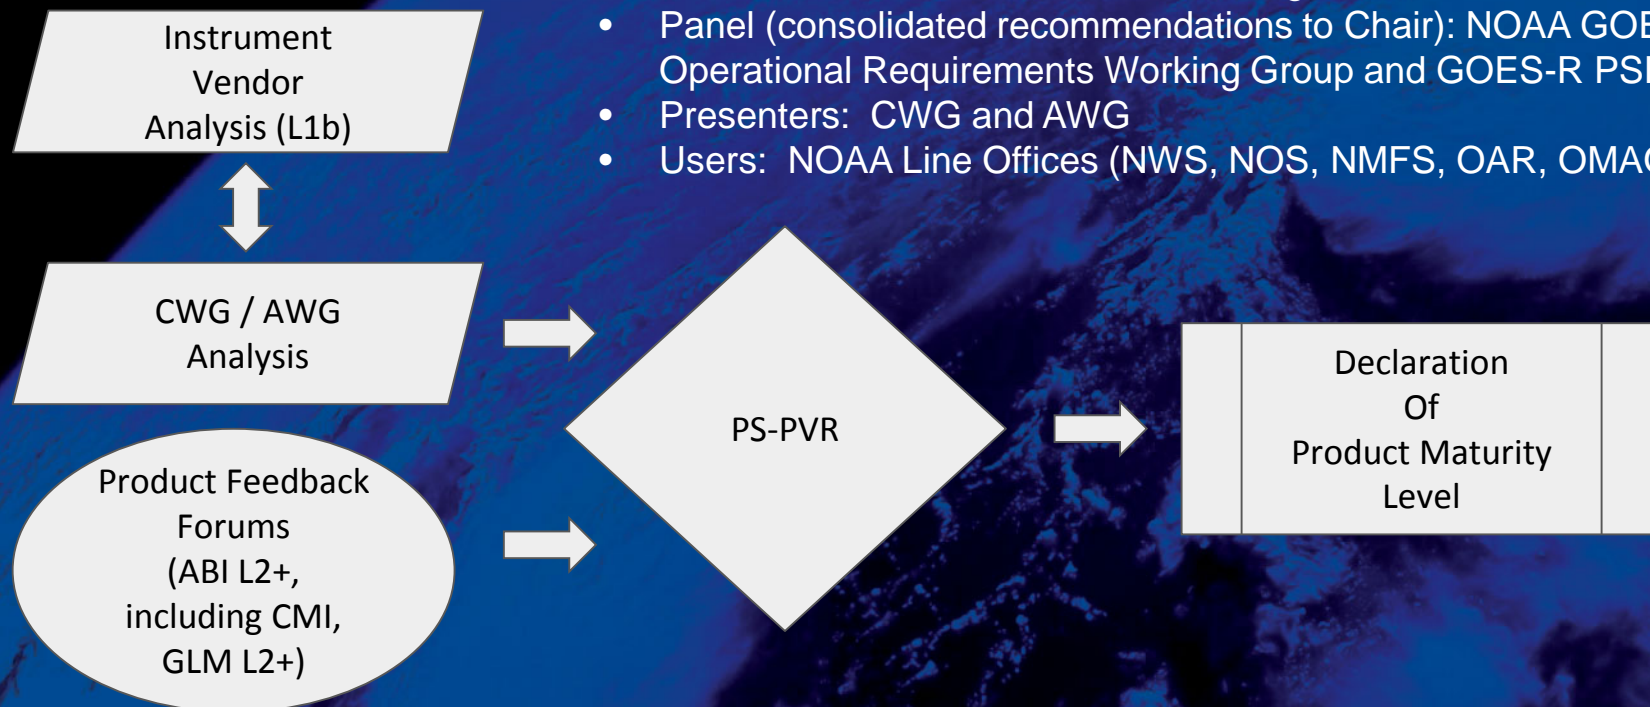 Instrument
Vendor
Analysis (L1b)
• Panel (consolidated recommendations to Chair): NOAA
Operational Requirements Working Group and GOES-R
• Presenters: CWG and AWG
• Users: NOAA Line Offices (NWS, NOS, NMFS, OAR,
CWG / AWG
Analysis
Product Feedback
Forums
(ABI L2+,
including CMI,
GLM L2+)
PS-PVR
Declaration
Of
Product Maturity
Level